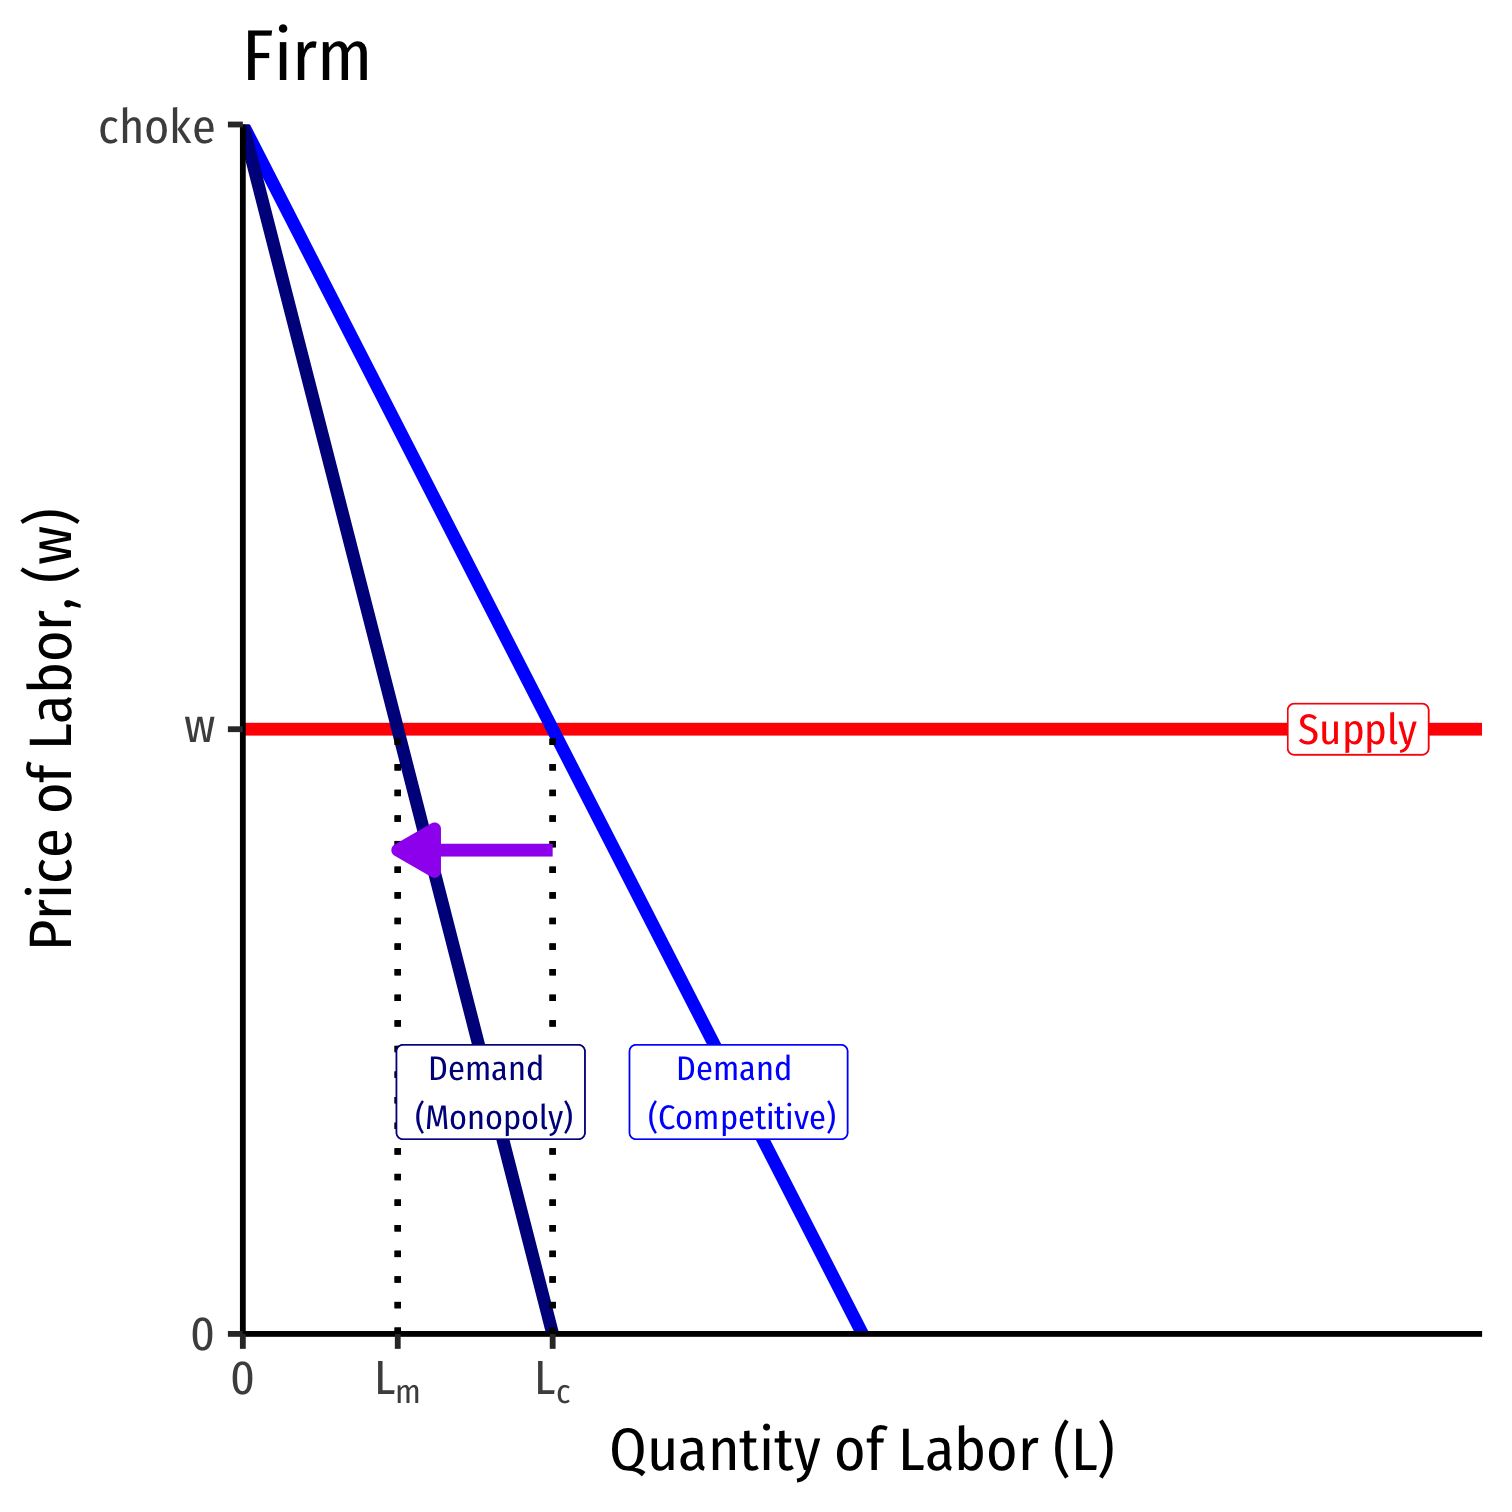 Firm
choke
w
0
Price of Labor, (w)
Supply
Demand
(Monopoly)
Demand
(Competitive)
0
Lm
Lc
Quantity of Labor (L)